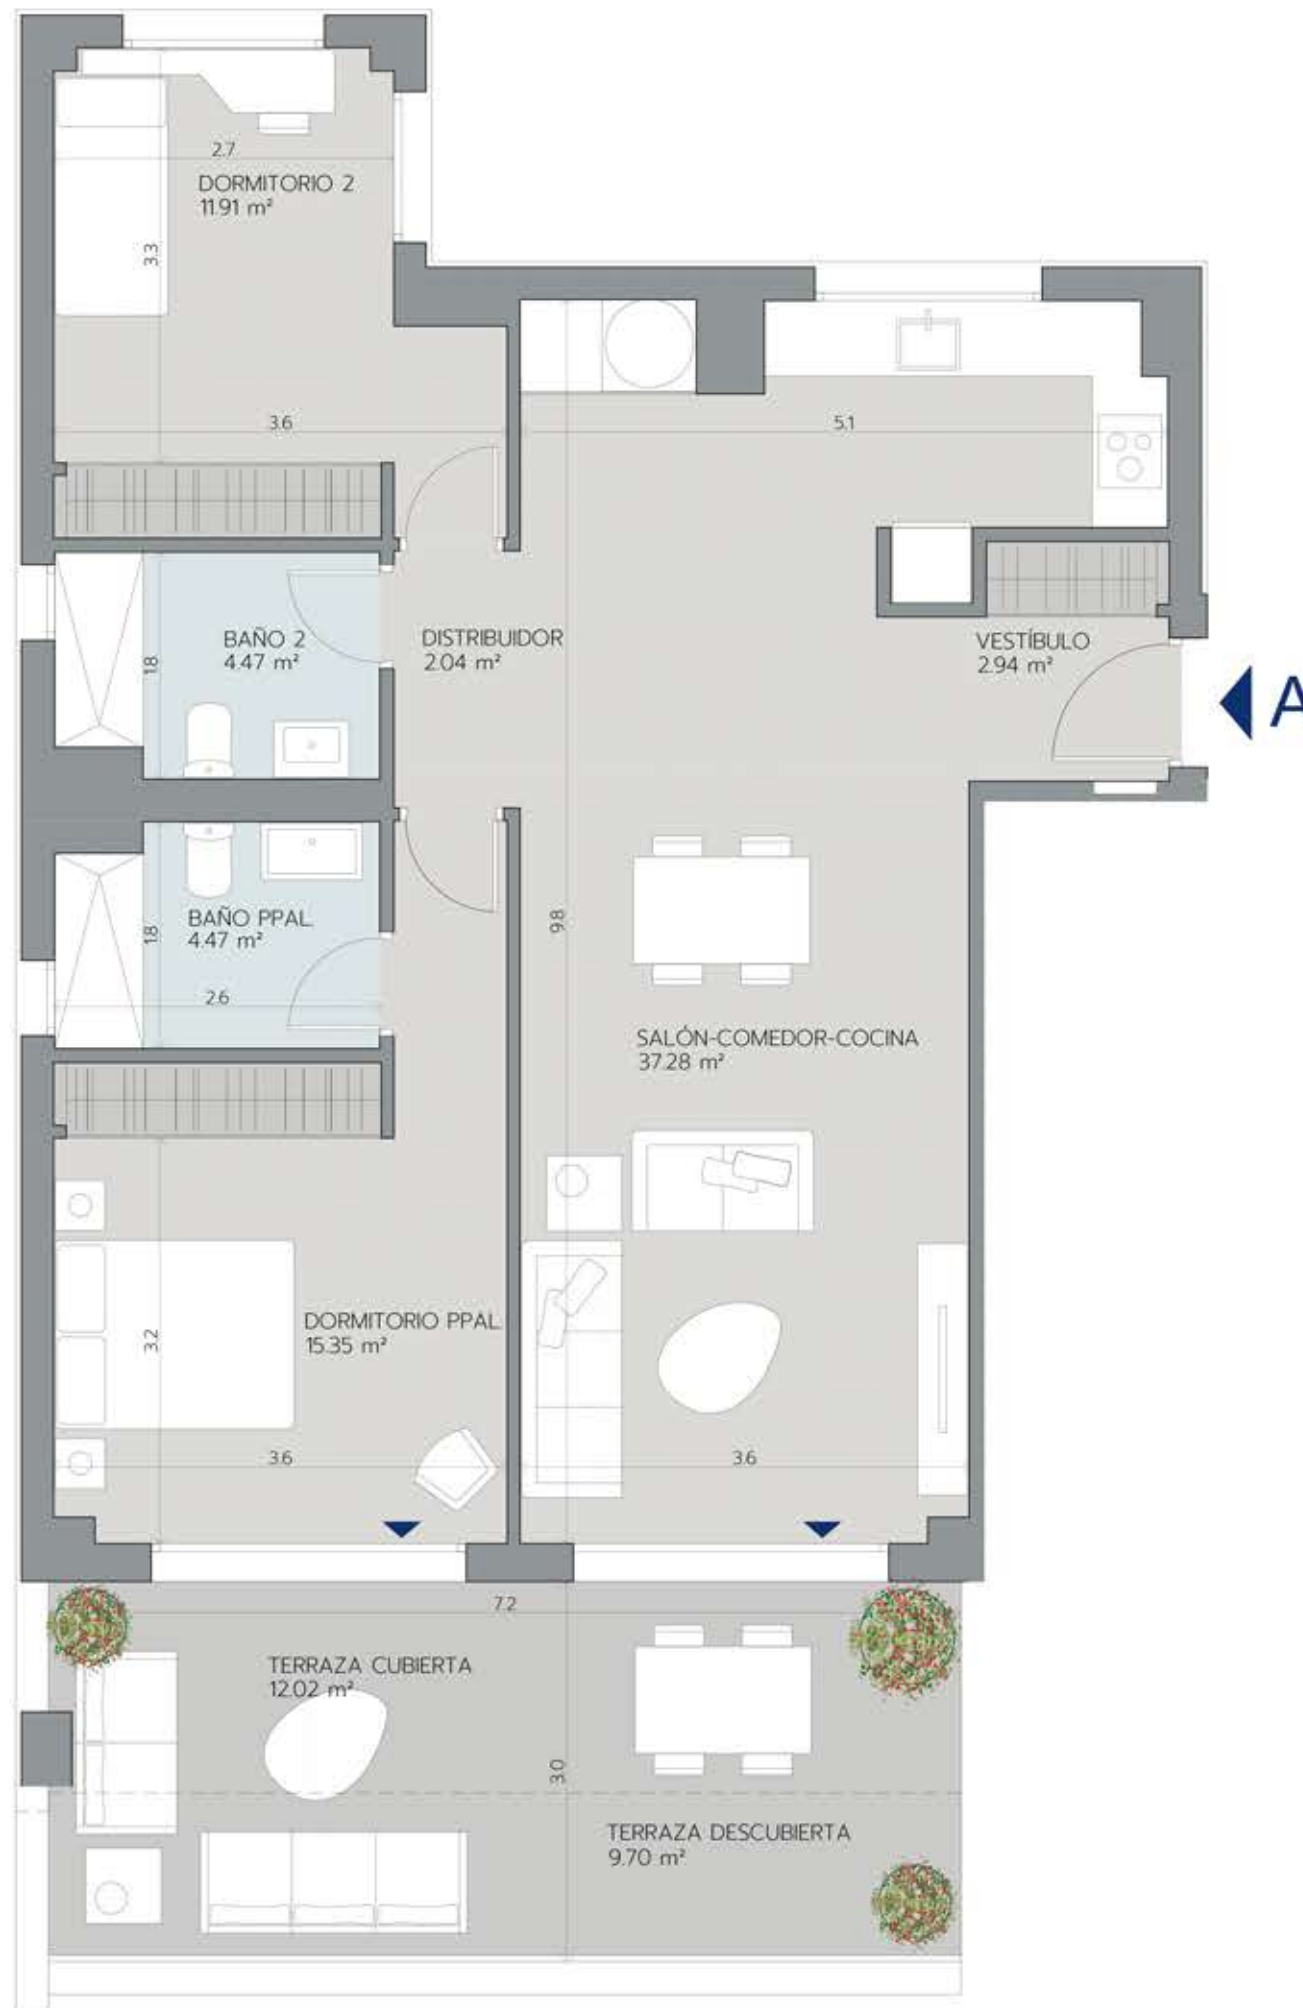 2.7
DORMITORIO 2
11.91 m²
3.3
3.6
5.1
BAÑO 2
4.47 m²
1.8
DISTRIBUIDOR
2.04 m²
VESTÍBULO
2.94 m²
A
BAÑO PPAL.
4.47 m²
1.8
2.6
9.8
SALÓN-COMEDOR-COCINA
37.28 m²
DORMITORIO PPAL.
15.35 m²
3.2
3.6
3.6
7.2
TERRAZA CUBIERTA
12.02 m²
3.0
TERRAZA DESCUBIERTA
9.70 m²